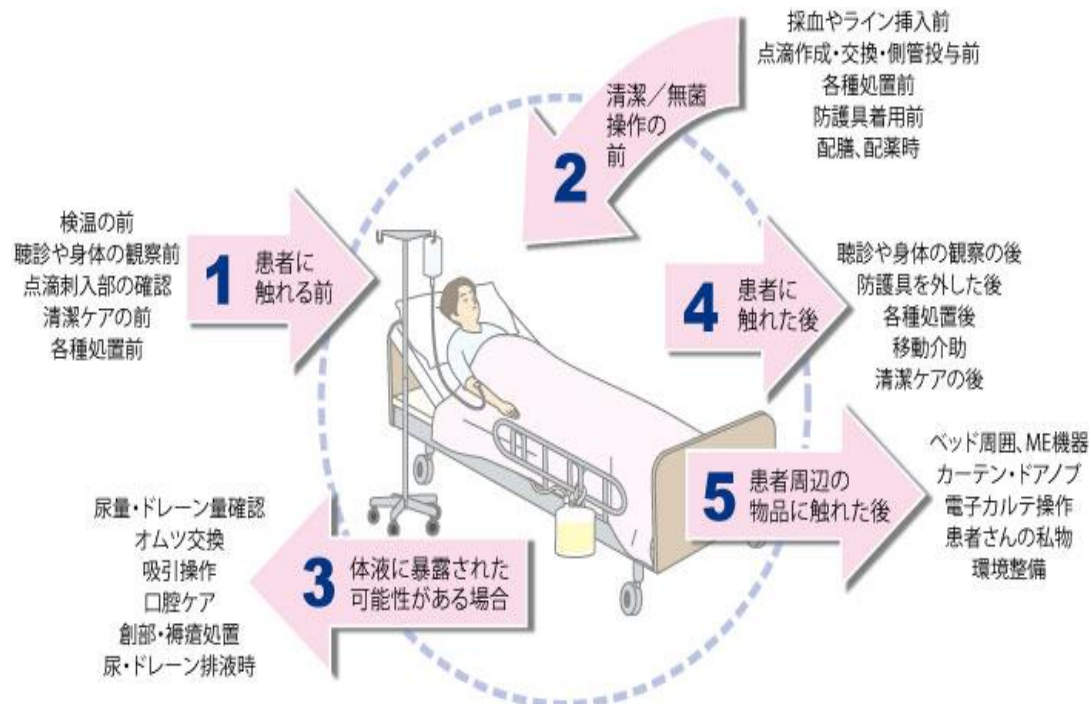 採血やライン挿入前
点滴作成・交換・側管投与前
各種処置前
防護具着用前
配膳、配薬時
清潔／無菌
操作の
前
2
検温の前
聴診や身体の観察前
点滴刺入部の確認
清潔ケアの前
各種処置前
1
患者に
触れる前
4
患者に
触れた後
聴診や身体の観察の後
防護具を外した後
各種処置後
移動介助
清潔ケアの後
5
患者周辺の
物品に触れた後
ベッド周囲、ME機器
カーテン・ドアノブ
電子カルテ操作
患者さんの私物
環境整備
尿量・ドレーン量確認
オムツ交換
吸引操作
口腔ケア
創部・褥瘡処置
尿・ドレーン排液時
3
体液に暴露された
可能性がある場合